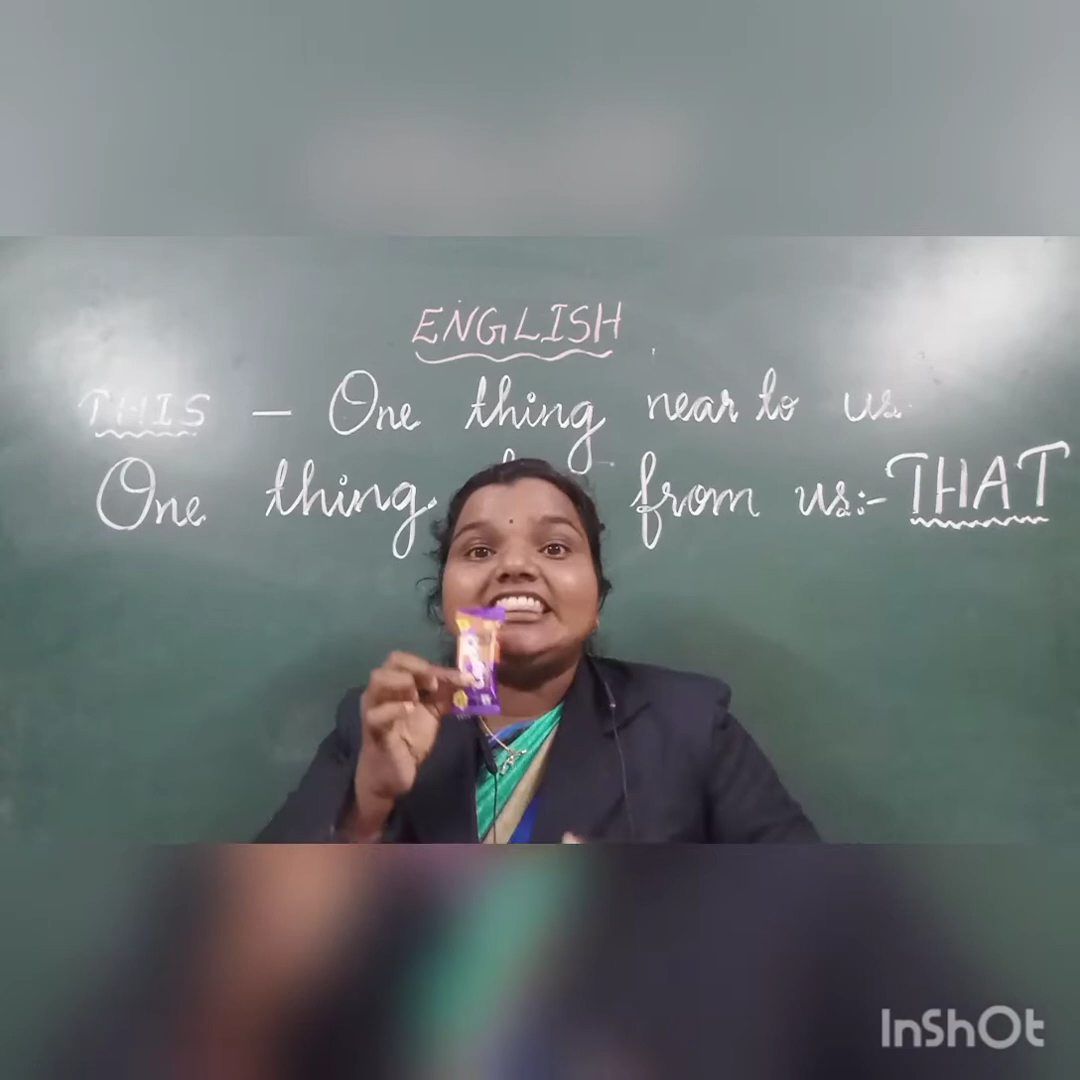 ENGLISH
THIS — One thing near to us.
One thing from us:- THAT
InShOt